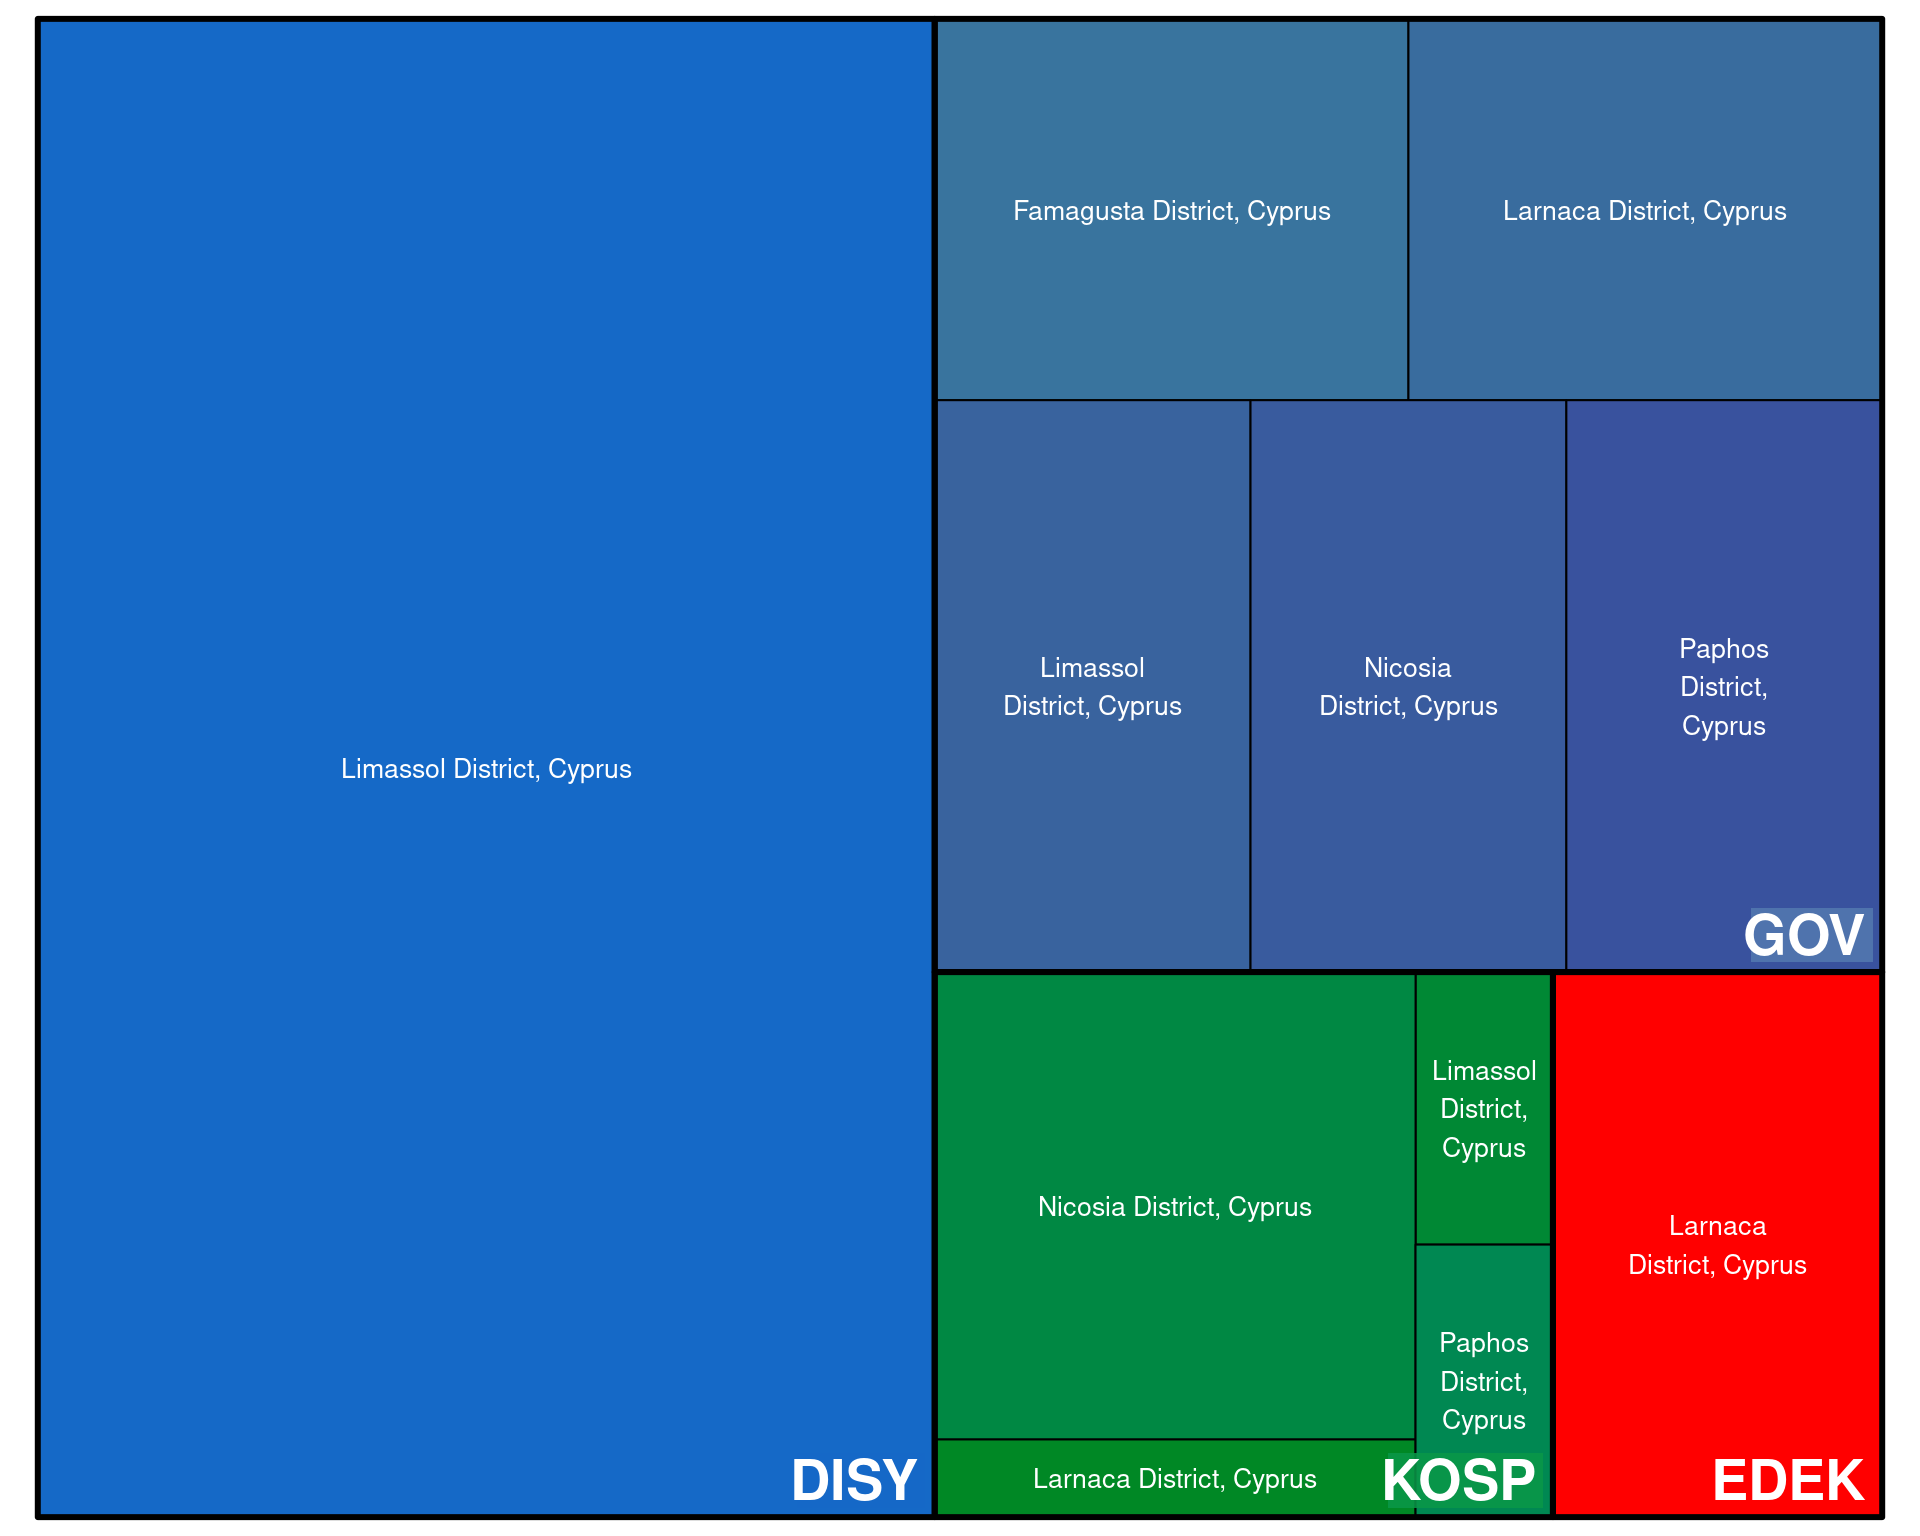 Limassol District, Cyprus
DISY
Famagusta District, Cyprus
Larnaca District, Cyprus
Limassol
District, Cyprus
Nicosia
District, Cyprus
Paphos
District,
Cyprus
GOV
Nicosia District, Cyprus
Limassol
District,
Cyprus
Paphos
District,
Cyprus
Larnaca District, Cyprus
KOSP
Larnaca
District, Cyprus
EDEK